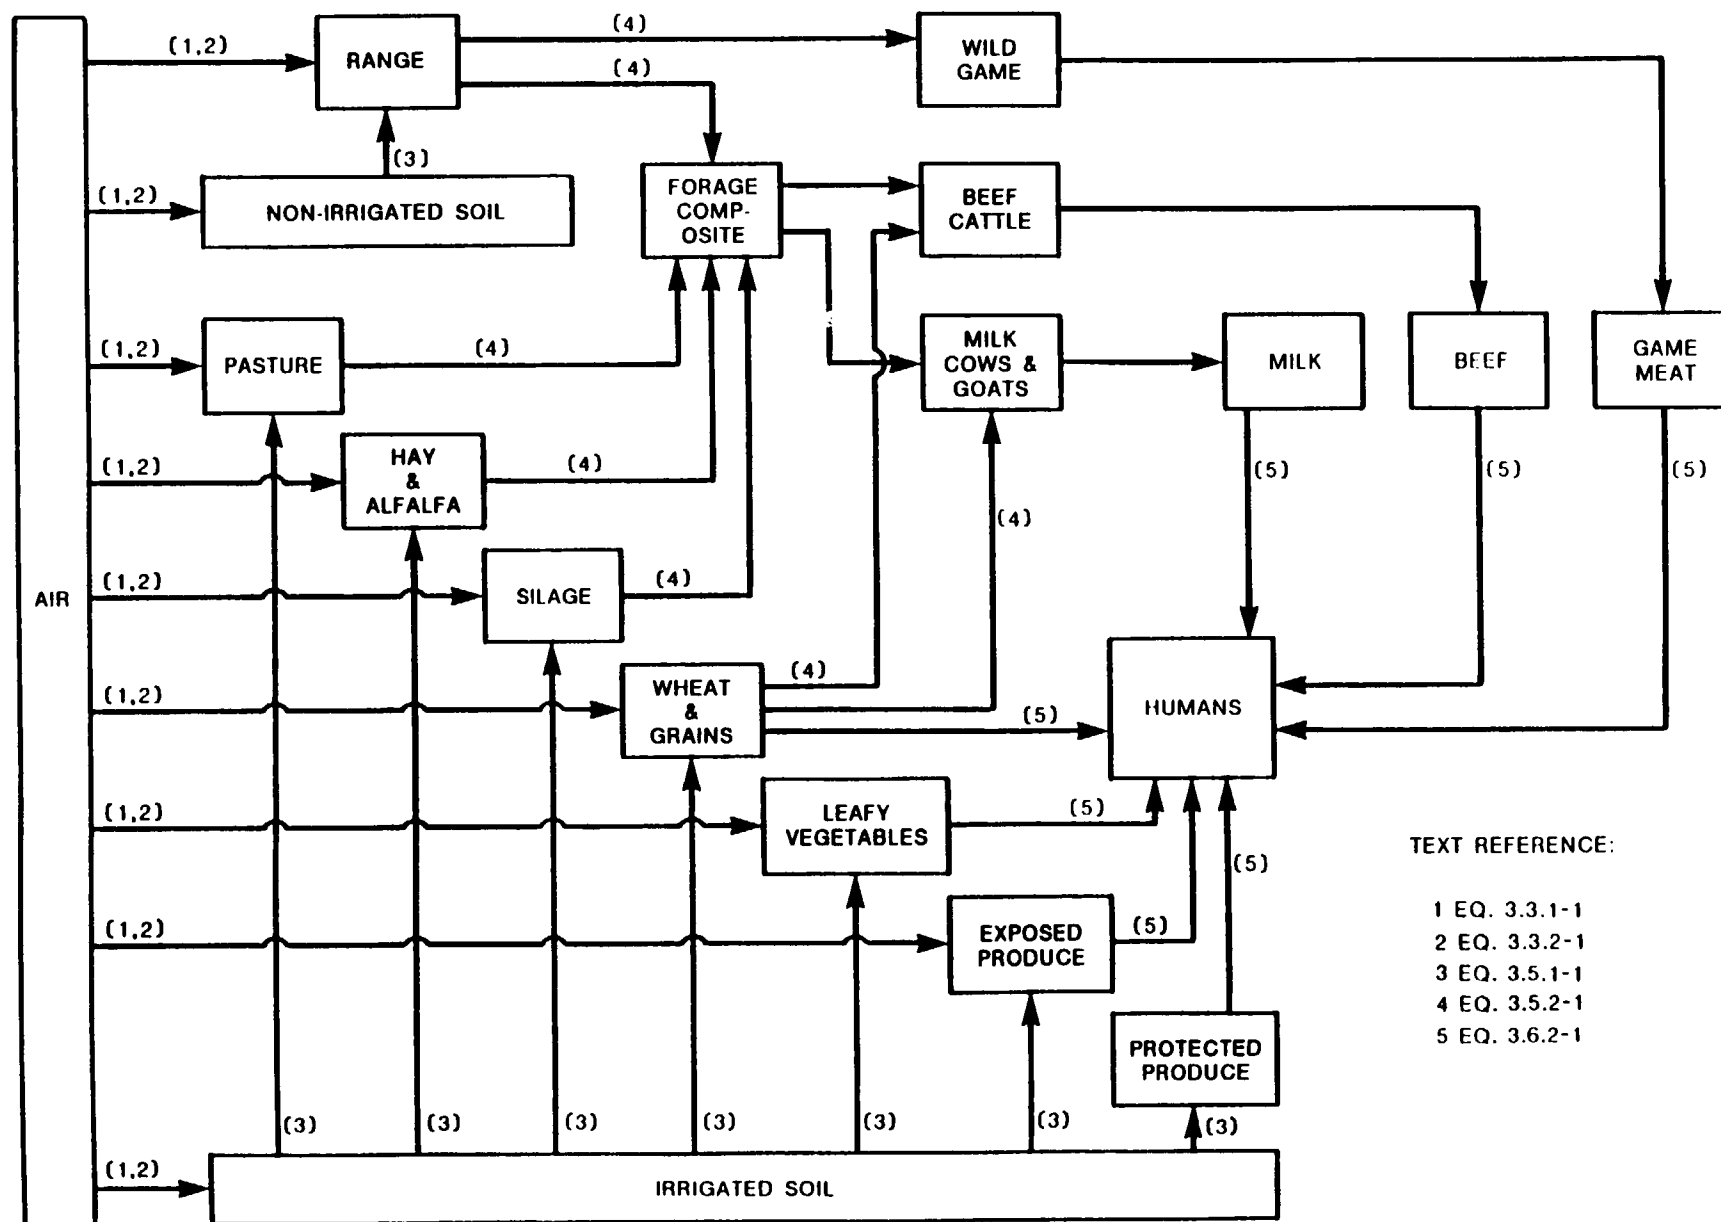 (4)
(1,2)
RANGE
WILD
GAME
(4)
(3)
(1,2)
NON-IRRIGATED SOIL
FORAGE
COMP-
OSITE
BEEF
CATTLE
(1,2)
PASTURE
(4)
MILK
COWS &
GOATS
MILK
BEEF
GAME
MEAT
(1,2)
HAY
&
ALFALFA
(4)
(5)
(5)
(5)
(4)
AIR
(1,2)
SILAGE
(4)
(1,2)
WHEAT
&
GRAINS
(4)
(5)
HUMANS
(1,2)
LEAFY
VEGETABLES
(5)
(5)
TEXT REFERENCE:
1 EQ. 3.3.1-1
2 EQ. 3.3.2-1
3 EQ. 3.5.1-1
4 EQ. 3.5.2-1
5 EQ. 3.6.2-1
(1,2)
EXPOSED
PRODUCE
(5)
PROTECTED
PRODUCE
(3)
(3)
(3)
(3)
(3)
(3)
(3)
(1,2)
IRRIGATED SOIL